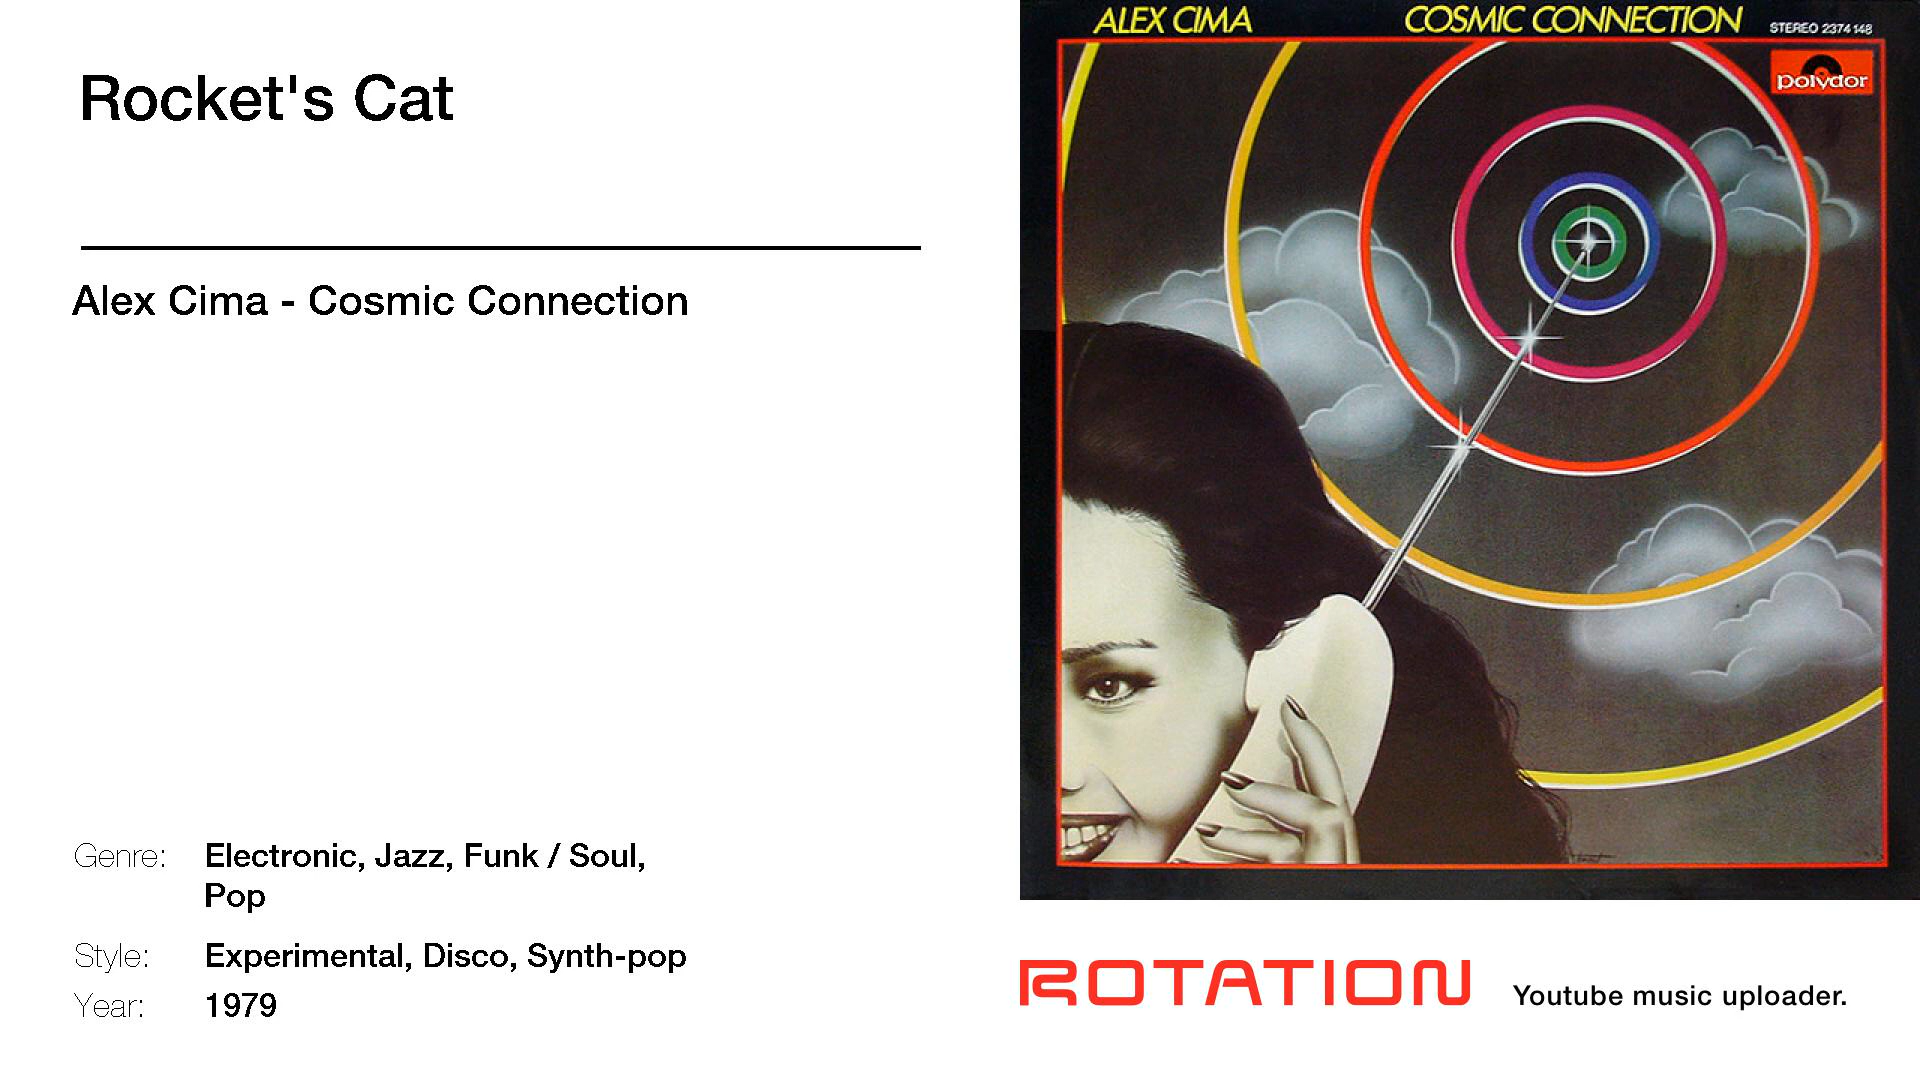 Rocket's Cat
Alex Cima - Cosmic Connection
Genre: Electronic, Jazz, Funk / Soul,
Pop
Style: Experimental, Disco, Synth-pop
Year: 1979
ALEX CIMA COSMIC CONNECTION STEREO 2374 148
polydor
ROTATION Youtube music uploader.